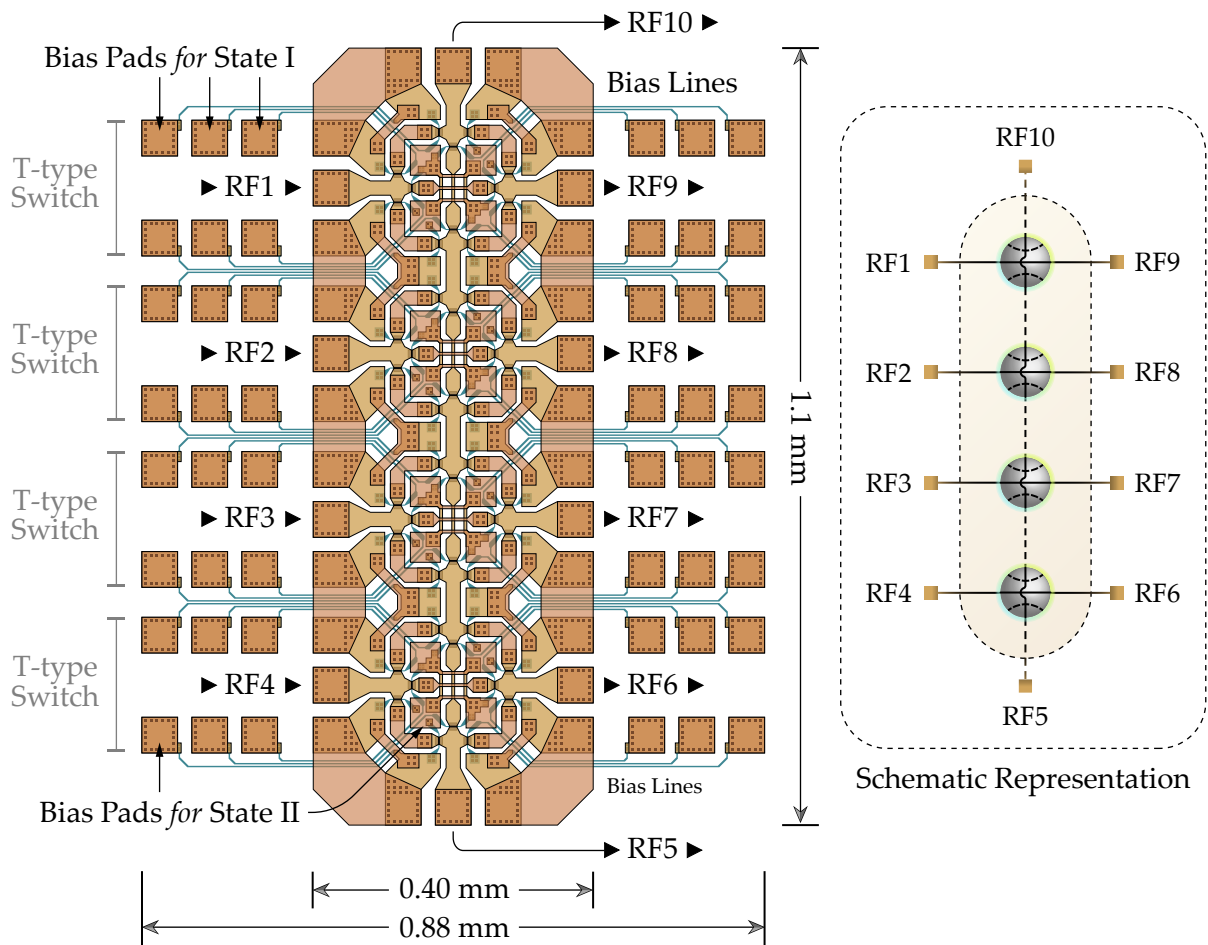 ► RF10 ►
Bias Pads for State I
Bias Lines
T-type
Switch
► RF1 ►
► RF9 ►
T-type
Switch
► RF2 ►
► RF8 ►
T-type
Switch
► RF3 ►
► RF7 ►
T-type
Switch
► RF4 ►
► RF6 ►
Bias Pads for State II
Bias Lines
► RF5 ►
1.1 mm
0.40 mm
0.88 mm
RF10
RF1
RF9
RF2
RF8
RF3
RF7
RF4
RF6
RF5
Schematic Representation